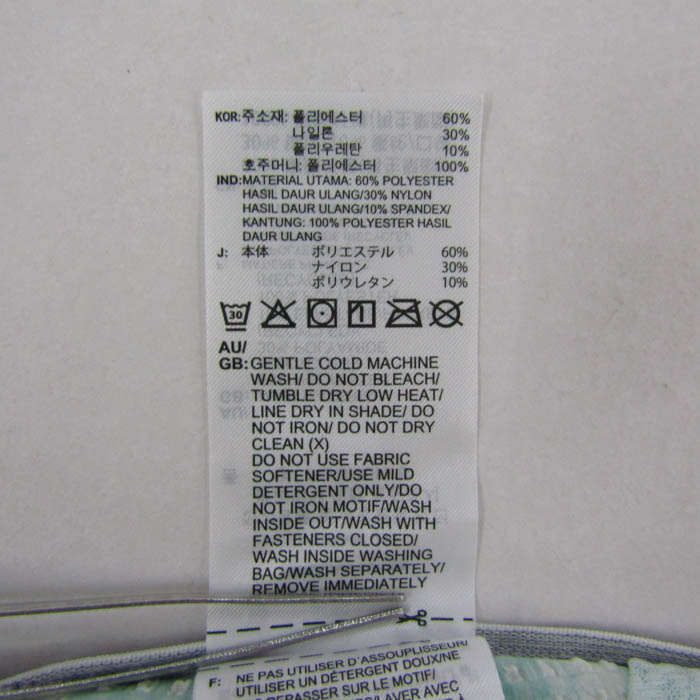 KOR:주소재: 폴리에스터 60%
나일론 30%
폴리우레탄 10%
호주머니: 폴리에스터 100%
IND:MATERIAL UTAMA: 60% POLYESTER
HASIL DAUR ULANG/30% NYLON
HASIL DAUR ULANG/10% SPANDEX/
KANTUNG: 100% POLYESTER HASIL
DAUR ULANG
J: 本体 ポリエステル 60%
ナイロン 30%
ポリウレタン 10%
30
AU/
GB:GENTLE COLD MACHINE
WASH/ DO NOT BLEACH/
TUMBLE DRY LOW HEAT/
LINE DRY IN SHADE/ DO
NOT IRON/ DO NOT DRY
CLEAN (X)
DO NOT USE FABRIC
SOFTENER/USE MILD
DETERGENT ONLY/DO
NOT IRON MOTIF/WASH
INSIDE OUT/WASH WITH
FASTENERS CLOSED/
WASH INSIDE WASHING
BAG/WASH SEPARATELY/
REMOVE IMMEDIATELY
F: NE PAS UTILISER D'ASSOUPLISSEUR/
UTILISER UN DÉTERGENT DOUX/NE
PAS REPASSER SUR LE MOTIF/
LAVER AVEC